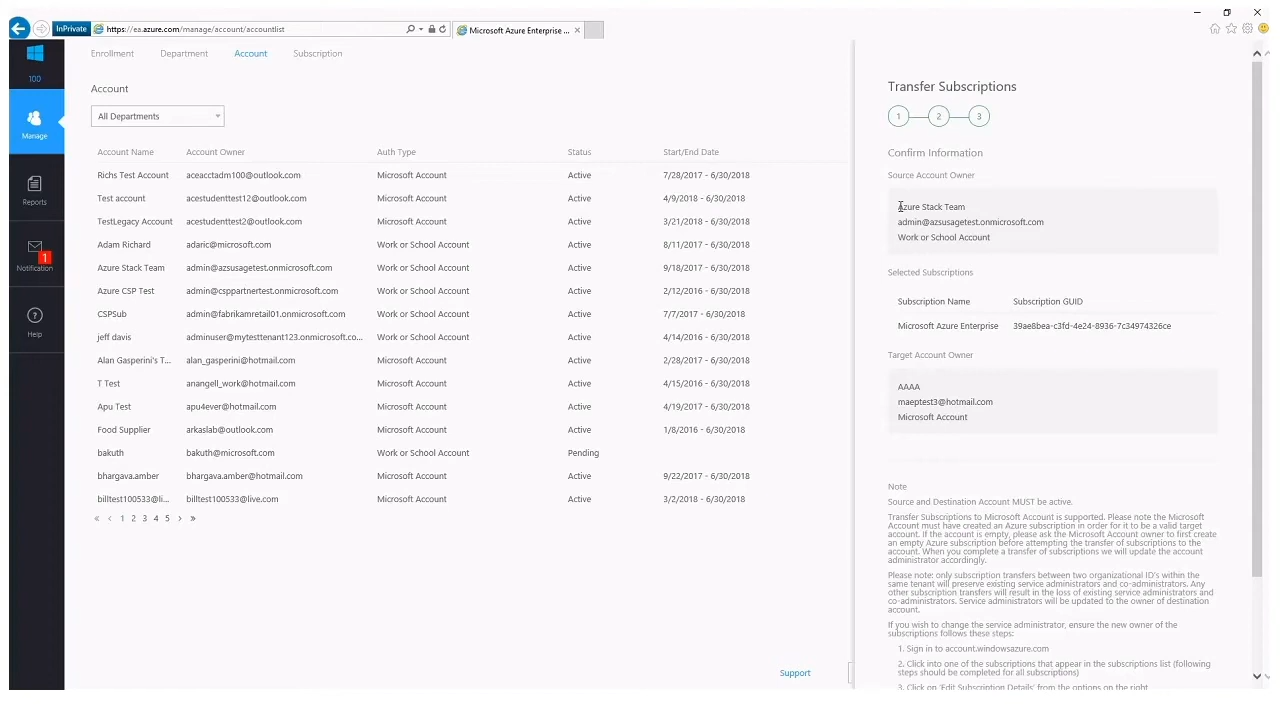 InPrivate https://ea.azure.com/manage/account/accountlist Microsoft Azure Enterprise ...
100
Manage
Reports
1
Notification
?
Help
Enrollment Department Account Subscription
Account
All Departments
Account Name Account Owner Auth Type Status Start/End Date
Richs Test Account aceacctadm100@outlook.com Microsoft Account Active 7/28/2017 - 6/30/2018
Test account acestudenttest12@outlook.com Microsoft Account Active 4/9/2018 - 6/30/2018
TestLegacy Account acestudenttest2@outlook.com Microsoft Account Active 3/21/2018 - 6/30/2018
Adam Richard adaric@microsoft.com Work or School Account Active 8/11/2017 - 6/30/2018
Azure Stack Team admin@azsusagetest.onmicrosoft.com Work or School Account Active 9/18/2017 - 6/30/2018
Azure CSP Test admin@csppartnertest.onmicrosoft.com Work or School Account Active 2/12/2016 - 6/30/2018
CSPSub admin@fabrikamretail01.onmicrosoft.com Work or School Account Active 7/7/2017 - 6/30/2018
jeff davis adminuser@mytesttenant123.onmicrosoft.co... Work or School Account Active 4/14/2016 - 6/30/2018
Alan Gasperini's T... alan_gasperini@hotmail.com Microsoft Account Active 2/28/2017 - 6/30/2018
T Test anangell_work@hotmail.com Microsoft Account Active 4/15/2016 - 6/30/2018
Apu Test apu4ever@hotmail.com Microsoft Account Active 4/19/2017 - 6/30/2018
Food Supplier arkaslab@outlook.com Microsoft Account Active 1/8/2016 - 6/30/2018
bakuth bakuth@microsoft.com Work or School Account Pending
bhargava.amber bhargava.amber@hotmail.com Microsoft Account Active 9/22/2017 - 6/30/2018
billtest100533@li... billtest100533@live.com Microsoft Account Active 3/2/2018 - 6/30/2018
« ‹ 1 2 3 4 5 › »
Support
Transfer Subscriptions
1 2 3
Confirm Information
Source Account Owner
Azure Stack Team
admin@azsusagetest.onmicrosoft.com
Work or School Account
Selected Subscriptions
Subscription Name Subscription GUID
Microsoft Azure Enterprise 39ae8bea-c3fd-4e24-8936-7c34974326ce
Target Account Owner
AAAA
maeptest3@hotmail.com
Microsoft Account
Note
Source and Destination Account MUST be active.
Transfer Subscriptions to Microsoft Account is supported. Please note the Microsoft
Account must have created an Azure subscription in order for it to be a valid target
account. If the account is empty, please ask the Microsoft Account owner to first create
an empty Azure subscription before attempting the transfer of subscriptions to the
account. When you complete a transfer of subscriptions we will update the account
administrator accordingly.
Please note: only subscription transfers between two organizational ID's within the
same tenant will preserve existing service administrators and co-administrators. Any
other subscription transfers will result in the loss of existing service administrators and
co-administrators. Service administrators will be updated to the owner of destination
account.
If you wish to change the service administrator, ensure the new owner of the
subscriptions follows these steps:
1. Sign in to account.windowsazure.com
2. Click into one of the subscriptions that appear in the subscriptions list (following
steps should be completed for all subscriptions)
3. Click on 'Edit Subscription Details' from the options on the right